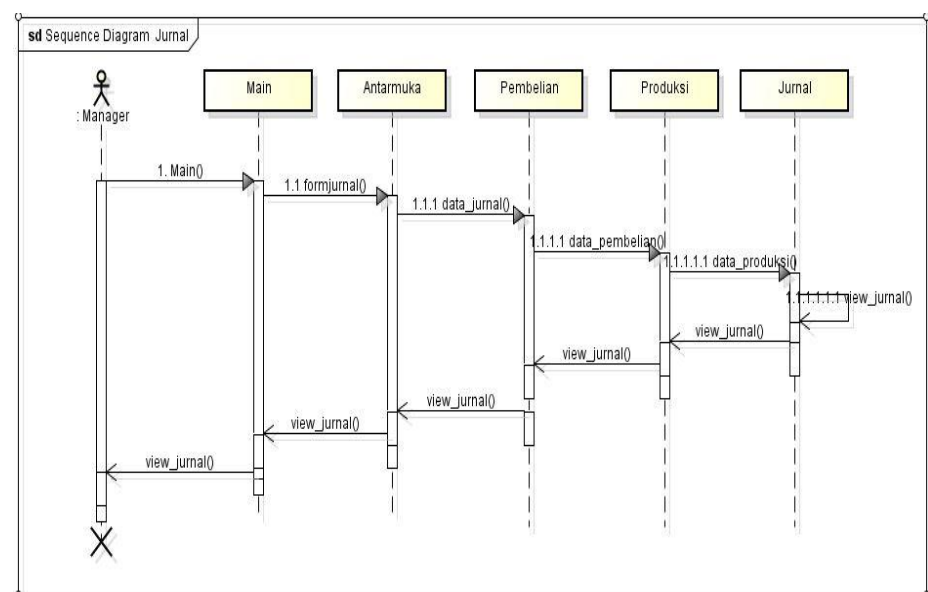 sd Sequence Diagram Jurnal
: Manager
Main
Antarmuka
Pembelian
Produksi
Jurnal
1. Main()
1.1 formjurnal()
1.1.1 data_jurnal()
1.1.1.1 data_pembelian()
1.1.1.1.1 data_produksi()
1.1.1.1.1.1 view_jurnal()
view_jurnal()
view_jurnal()
view_jurnal()
view_jurnal()
view_jurnal()